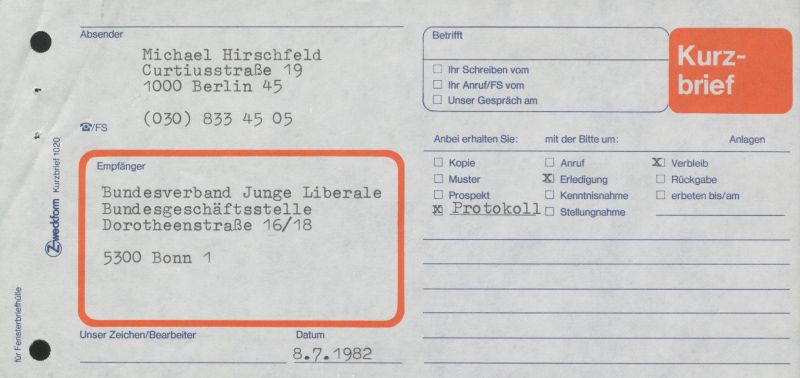 Absender
Michael Hirschfeld
Curtiusstraße 19
1000 Berlin 45
(030) 833 45 05
☎/FS
Empfänger
Bundesverband Junge Liberale
Bundesgeschäftsstelle
Dorotheenstraße 16/18
5300 Bonn 1
Unser Zeichen/Bearbeiter
Datum
8.7.1982
für Fensterbriefhülle
Zweckform Kurzbrief 1020
Betrifft
☐ Ihr Schreiben vom
☐ Ihr Anruf/FS vom
☐ Unser Gespräch am
Kurz-
brief
Anbei erhalten Sie: mit der Bitte um: Anlagen
☐ Kopie ☐ Anruf ☒ Verbleib
☐ Muster ☒ Erledigung ☐ Rückgabe
☐ Prospekt ☐ Kenntnisnahme ☐ erbeten bis/am
☒ Protokoll ☐ Stellungnahme